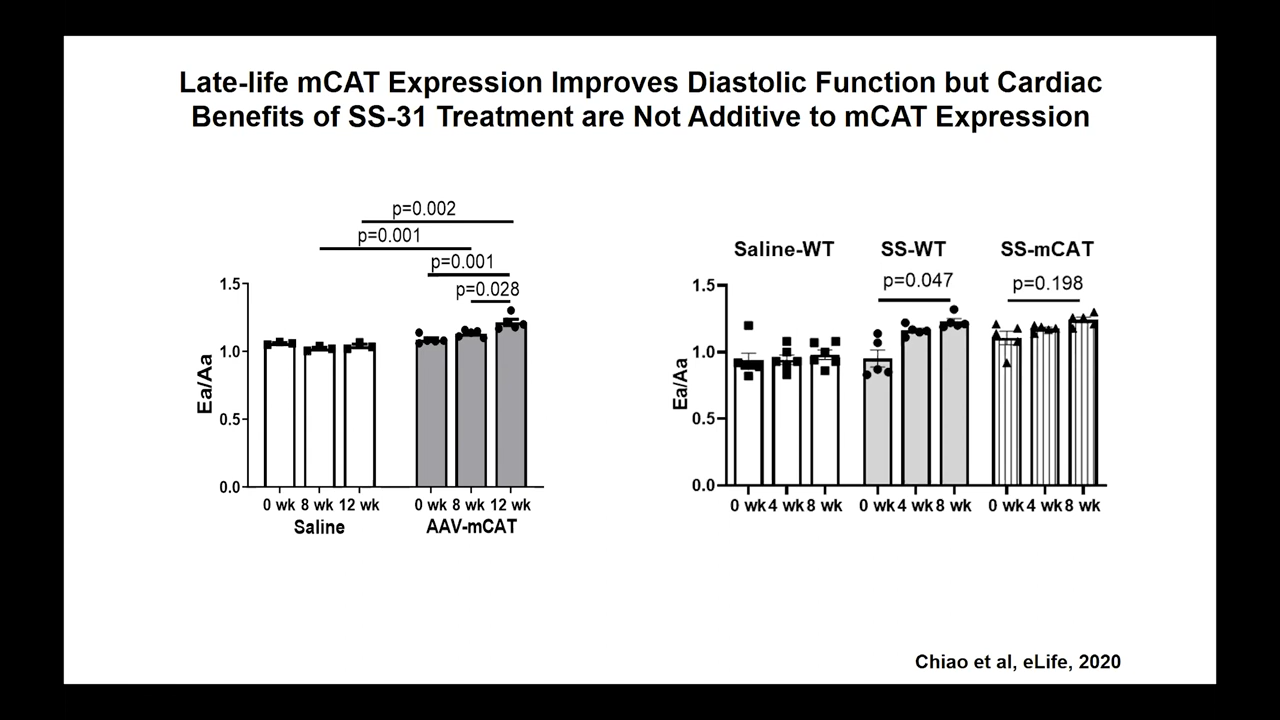 Late-life mCAT Expression Improves Diastolic Function but Cardiac
Benefits of SS-31 Treatment are Not Additive to mCAT Expression
p=0.002
p=0.001
p=0.001
p=0.028
1.5
1.0
0.5
0.0
Ea/Aa
0 wk 8 wk 12 wk
Saline
0 wk 8 wk 12 wk
AAV-mCAT
Saline-WT SS-WT SS-mCAT
p=0.047 p=0.198
1.5
1.0
0.5
0.0
Ea/Aa
0 wk 4 wk 8 wk 0 wk 4 wk 8 wk 0 wk 4 wk 8 wk
Chiao et al, eLife, 2020